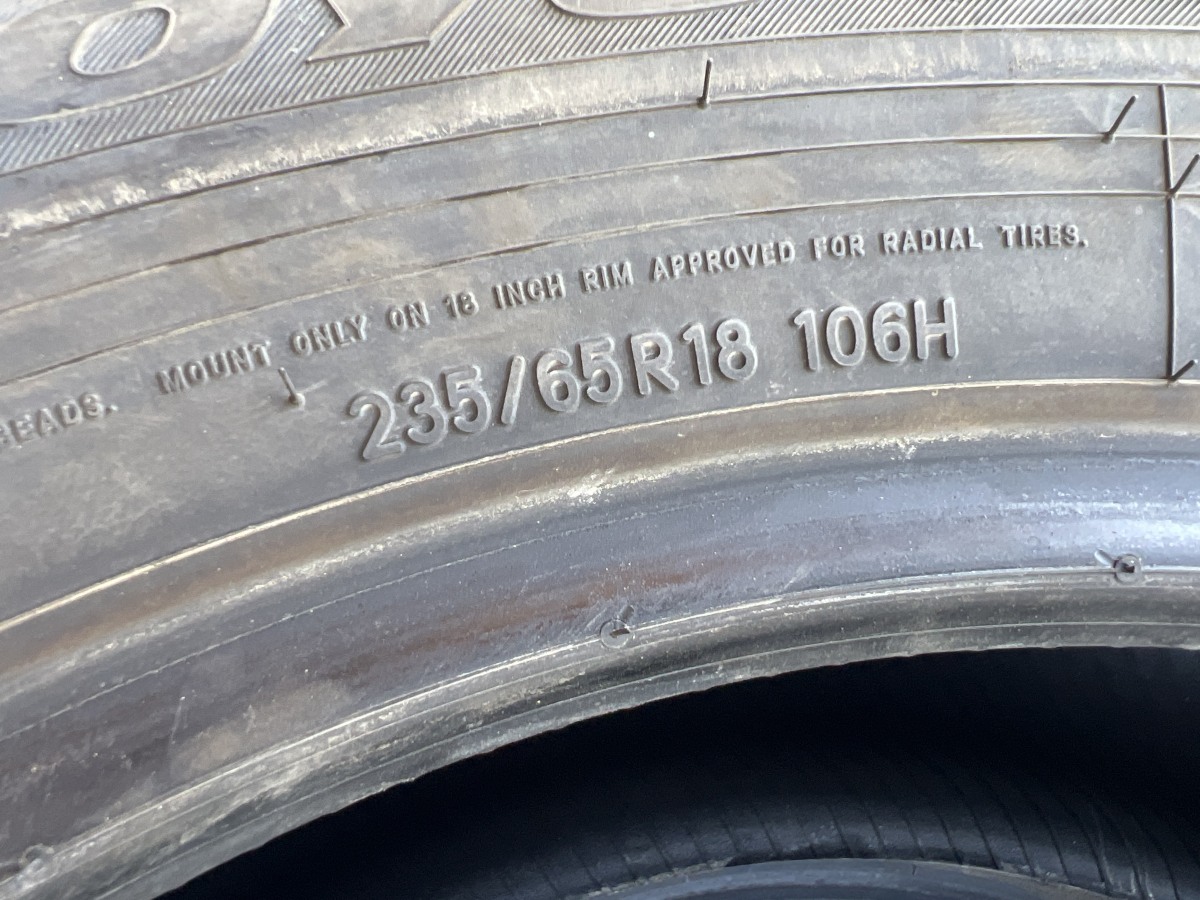 BEADS. MOUNT ONLY ON 18 INCH RIM APPROVED FOR RADIAL TIRES.
235/65R18 106H